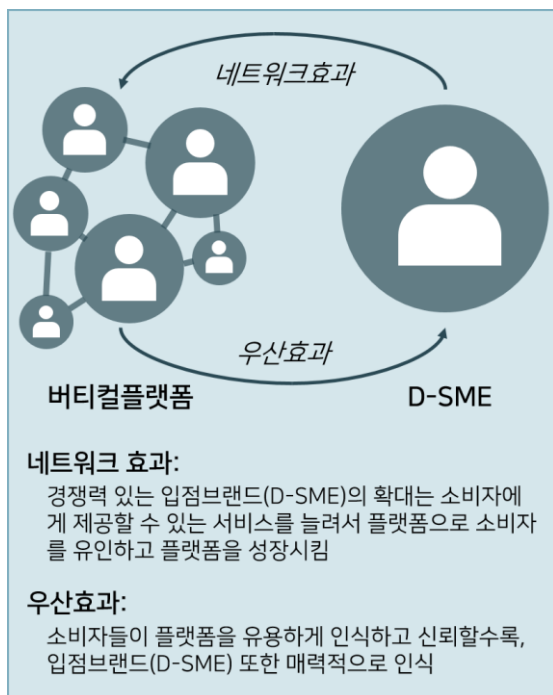 네트워크효과
우산효과
버티컬플랫폼
D-SME
네트워크 효과:
경쟁력 있는 입점브랜드(D-SME)의 확대는 소비자에
게 제공할 수 있는 서비스를 늘려서 플랫폼으로 소비자
를 유인하고 플랫폼을 성장시킴
우산효과:
소비자들이 플랫폼을 유용하게 인식하고 신뢰할수록,
입점브랜드(D-SME) 또한 매력적으로 인식